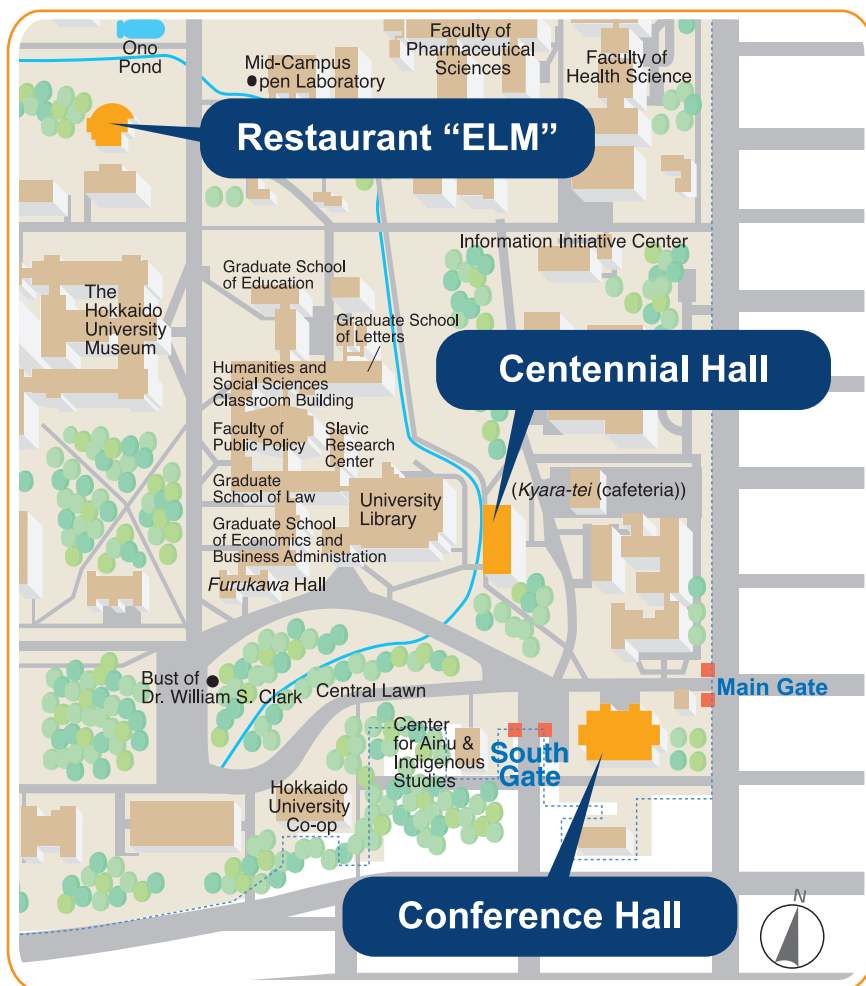 Ono
Pond
Mid-Campus
pen Laboratory
Faculty of
Pharmaceutical
Sciences
Faculty of
Health Science
Restaurant “ELM”
Information Initiative Center
Graduate School
of Education
The
Hokkaido
University
Museum
Graduate School
of Letters
Centennial Hall
Humanities and
Social Sciences
Classroom Building
Faculty of
Public Policy
Slavic
Research
Center
(Kyara-tei (cafeteria))
Graduate
School of Law
University
Library
Graduate School
of Economics and
Business Administration
Furukawa Hall
Bust of
Dr. William S. Clark
Central Lawn
Main Gate
Center
for Ainu &
Indigenous
Studies
South
Gate
Hokkaido
University
Co-op
Conference Hall
N